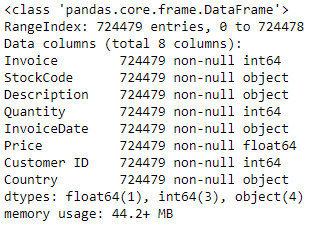 <class 'pandas.core.frame.DataFrame'>
RangeIndex: 724479 entries, 0 to 724478
Data columns (total 8 columns):
Invoice        724479 non-null int64
StockCode      724479 non-null object
Description    724479 non-null object
Quantity       724479 non-null int64
InvoiceDate    724479 non-null object
Price          724479 non-null float64
Customer ID    724479 non-null int64
Country        724479 non-null object
dtypes: float64(1), int64(3), object(4)
memory usage: 44.2+ MB